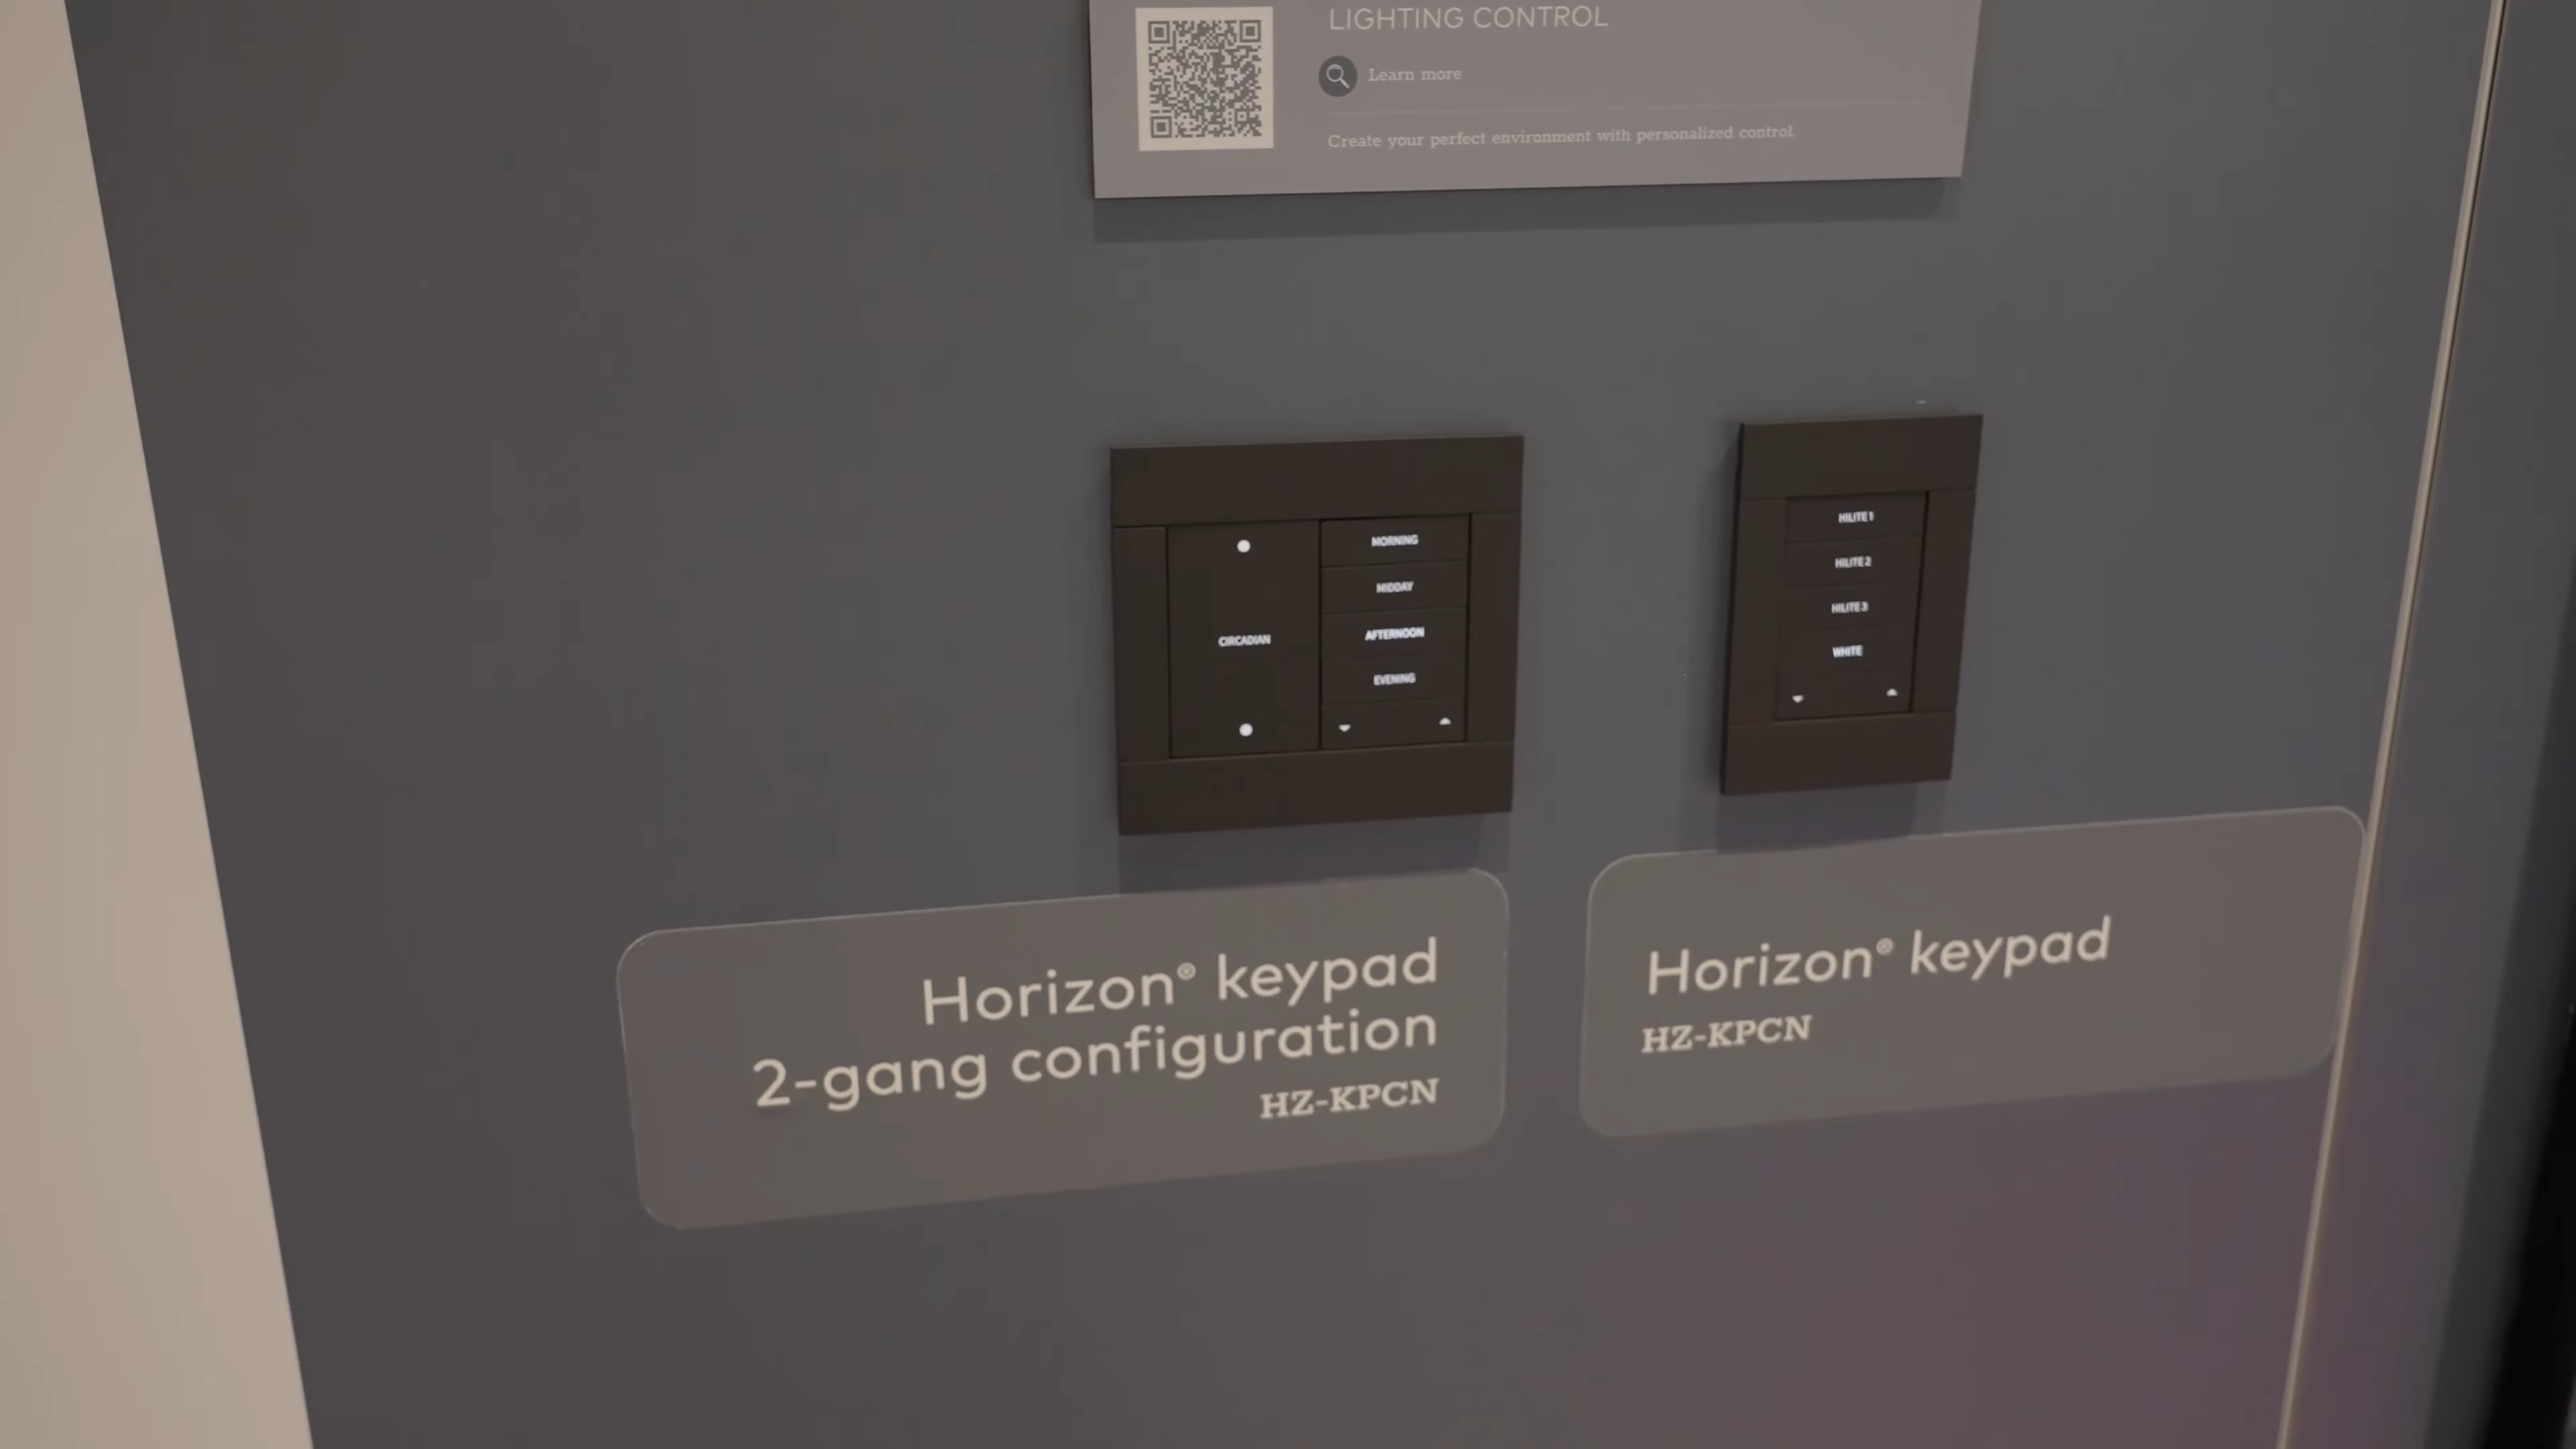 LIGHTING CONTROL
Learn more
Create your perfect environment with personalized control.
CIRCADIAN
MORNING
MIDDAY
AFTERNOON
EVENING
HILITE 1
HILITE 2
HILITE 3
WHITE
Horizon® keypad
2-gang configuration
HZ-KPCN
Horizon® keypad
HZ-KPCN